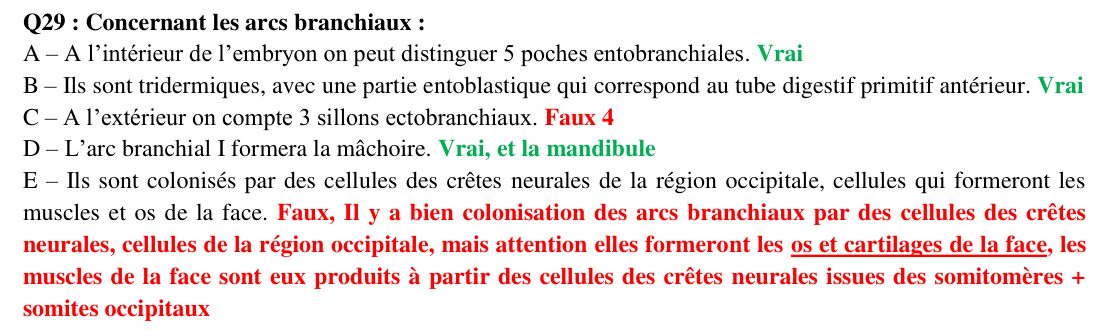 Q29 : Concernant les arcs branchiaux :
A – A l'intérieur de l'embryon on peut distinguer 5 poches entobranchiales. Vrai
B – Ils sont tridermiques, avec une partie entoblastique qui correspond au tube digestif primitif antérieur. Vrai
C – A l'extérieur on compte 3 sillons ectobranchiaux. Faux 4
D – L'arc branchial I formera la mâchoire. Vrai, et la mandibule
E – Ils sont colonisés par des cellules des crêtes neurales de la région occipitale, cellules qui formeront les
muscles et os de la face. Faux, Il y a bien colonisation des arcs branchiaux par des cellules des crêtes
neurales, cellules de la région occipitale, mais attention elles formeront les os et cartilages de la face, les
muscles de la face sont eux produits à partir des cellules des crêtes neurales issues des somitomères +
somites occipitaux